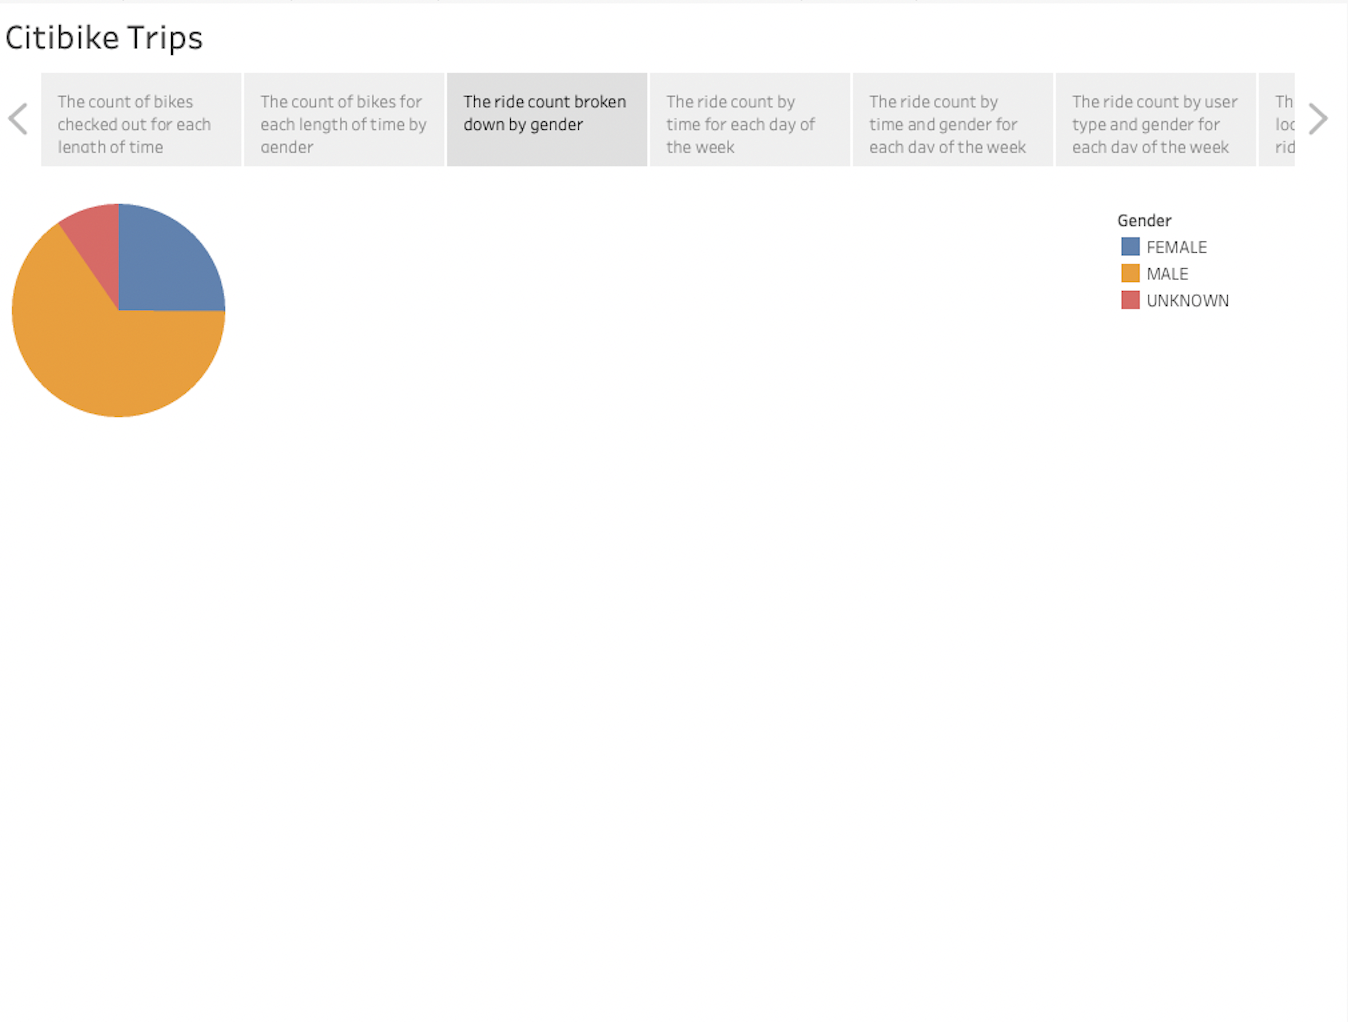 Citibike Trips
The count of bikes
checked out for each
length of time
The count of bikes for
each length of time by
gender
The ride count broken
down by gender
The ride count by
time for each day of
the week
The ride count by
time and gender for
each day of the week
The ride count by user
type and gender for
each day of the week
Gender
FEMALE
MALE
UNKNOWN